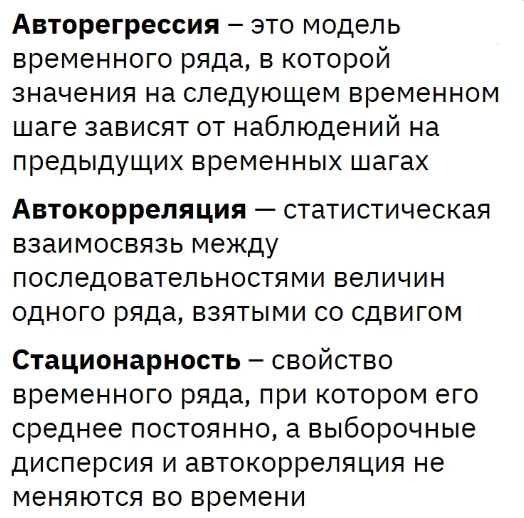 Авторегрессия – это модель
временного ряда, в которой
значения на следующем временном
шаге зависят от наблюдений на
предыдущих временных шагах
Автокорреляция — статистическая
взаимосвязь между
последовательностями величин
одного ряда, взятыми со сдвигом
Стационарность – свойство
временного ряда, при котором его
среднее постоянно, а выборочные
дисперсия и автокорреляция не
меняются во времени